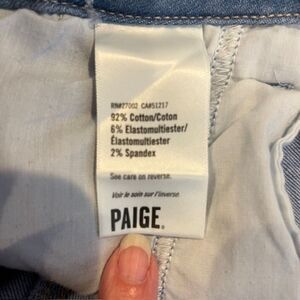 RN#27002 CA#51217
92% Cotton/Coton
6% Elastomultiester/
Élastomultiester
2% Spandex
See care on reverse.
Voir le soin sur l'inverse.
PAIGE.